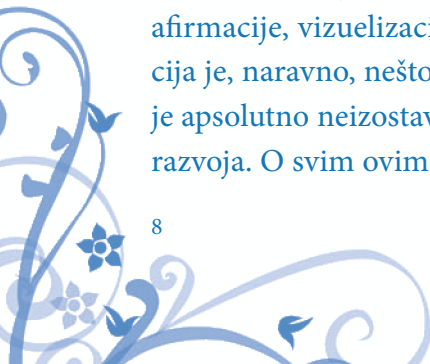 afirmacije, vizuelizaci
cija je, naravno, nešto
je apsolutno neizostav
razvoja. O svim ovim
8